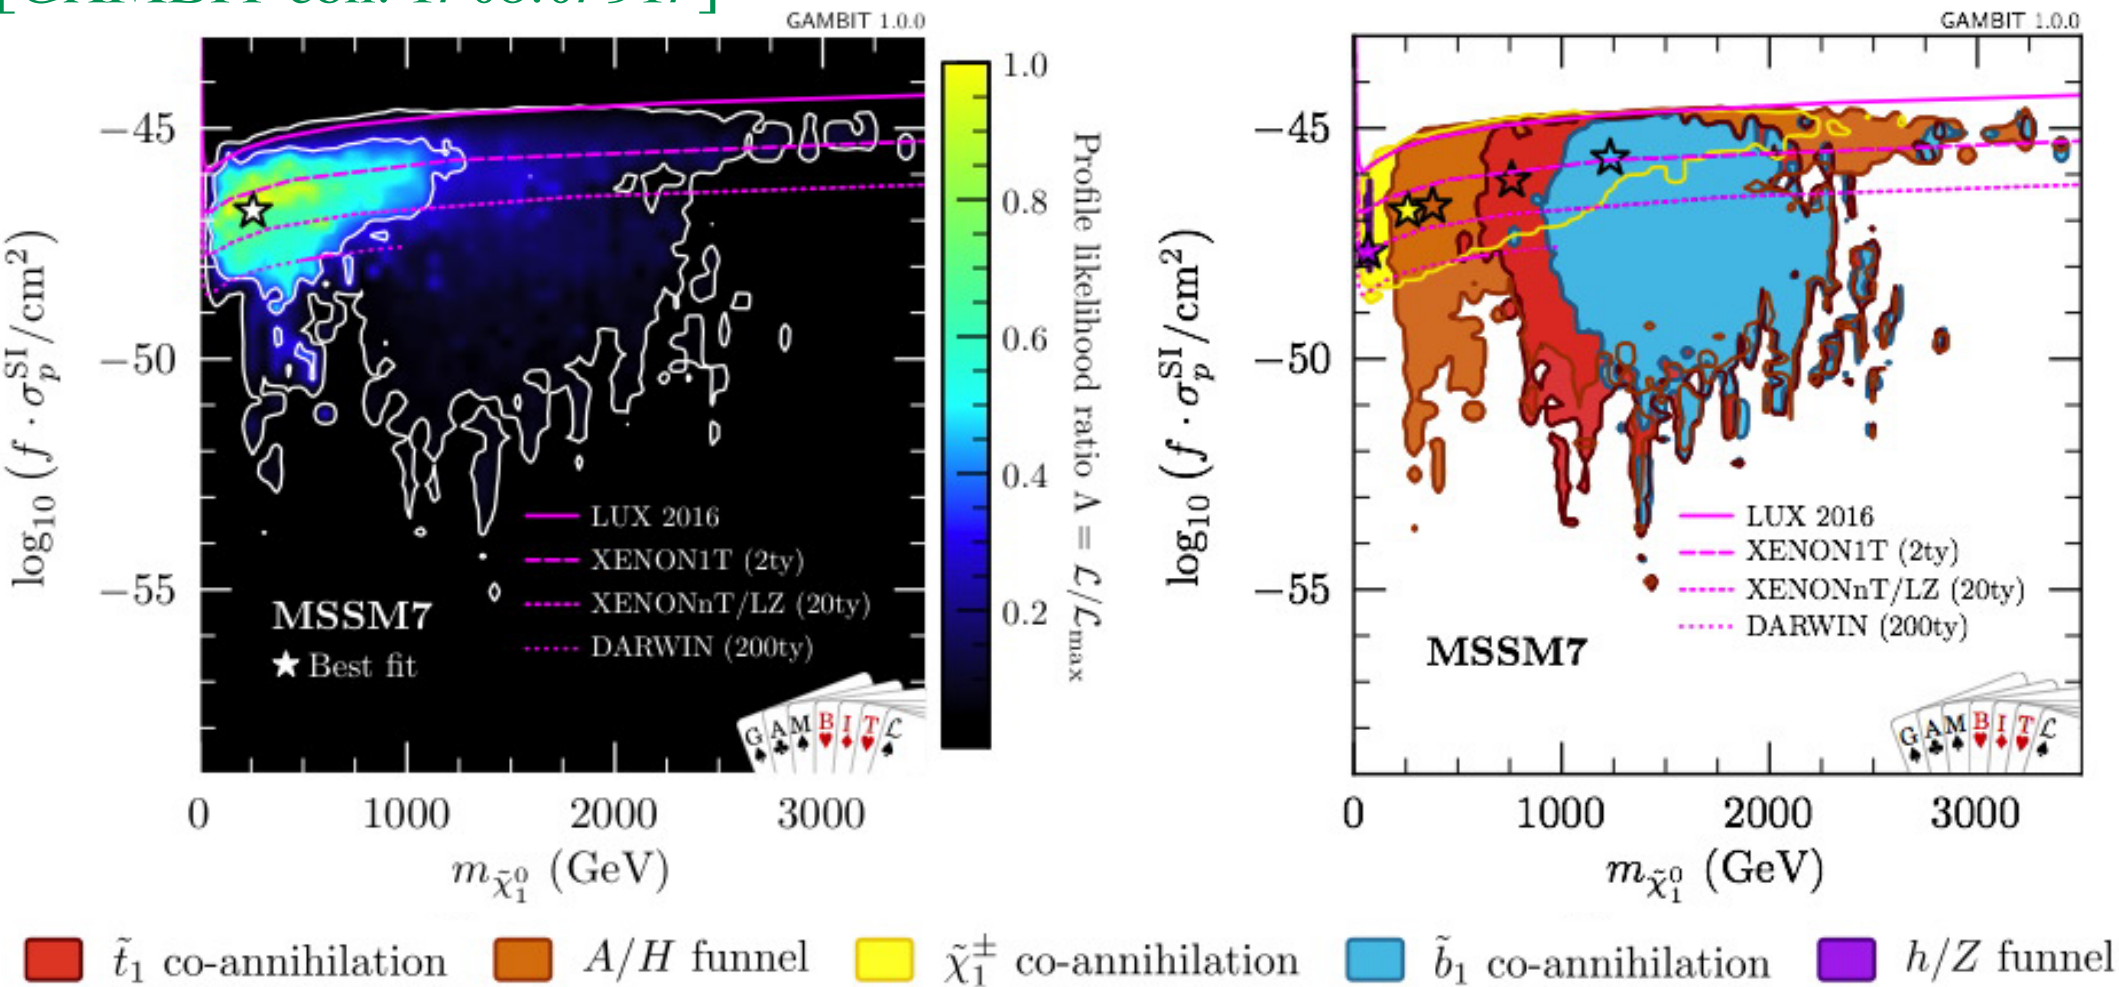 GAMBIT 1.0.0
1.0
0.8
0.6
0.4
0.2
Profile likelihood ratio Λ = ℒ/ℒmax
−45
−50
−55
log₁₀ (f · σₚˢᴵ/cm²)
LUX 2016
XENON1T (2ty)
XENONnT/LZ (20ty)
DARWIN (200ty)
MSSM7
★ Best fit
G A M B I T ℒ
0 1000 2000 3000
m_χ̃₁⁰ (GeV)
GAMBIT 1.0.0
−45
−50
−55
log₁₀ (f · σₚˢᴵ/cm²)
LUX 2016
XENON1T (2ty)
XENONnT/LZ (20ty)
DARWIN (200ty)
MSSM7
G A M B I T ℒ
0 1000 2000 3000
m_χ̃₁⁰ (GeV)
t̃₁ co-annihilation A/H funnel χ̃₁± co-annihilation b̃₁ co-annihilation h/Z funnel